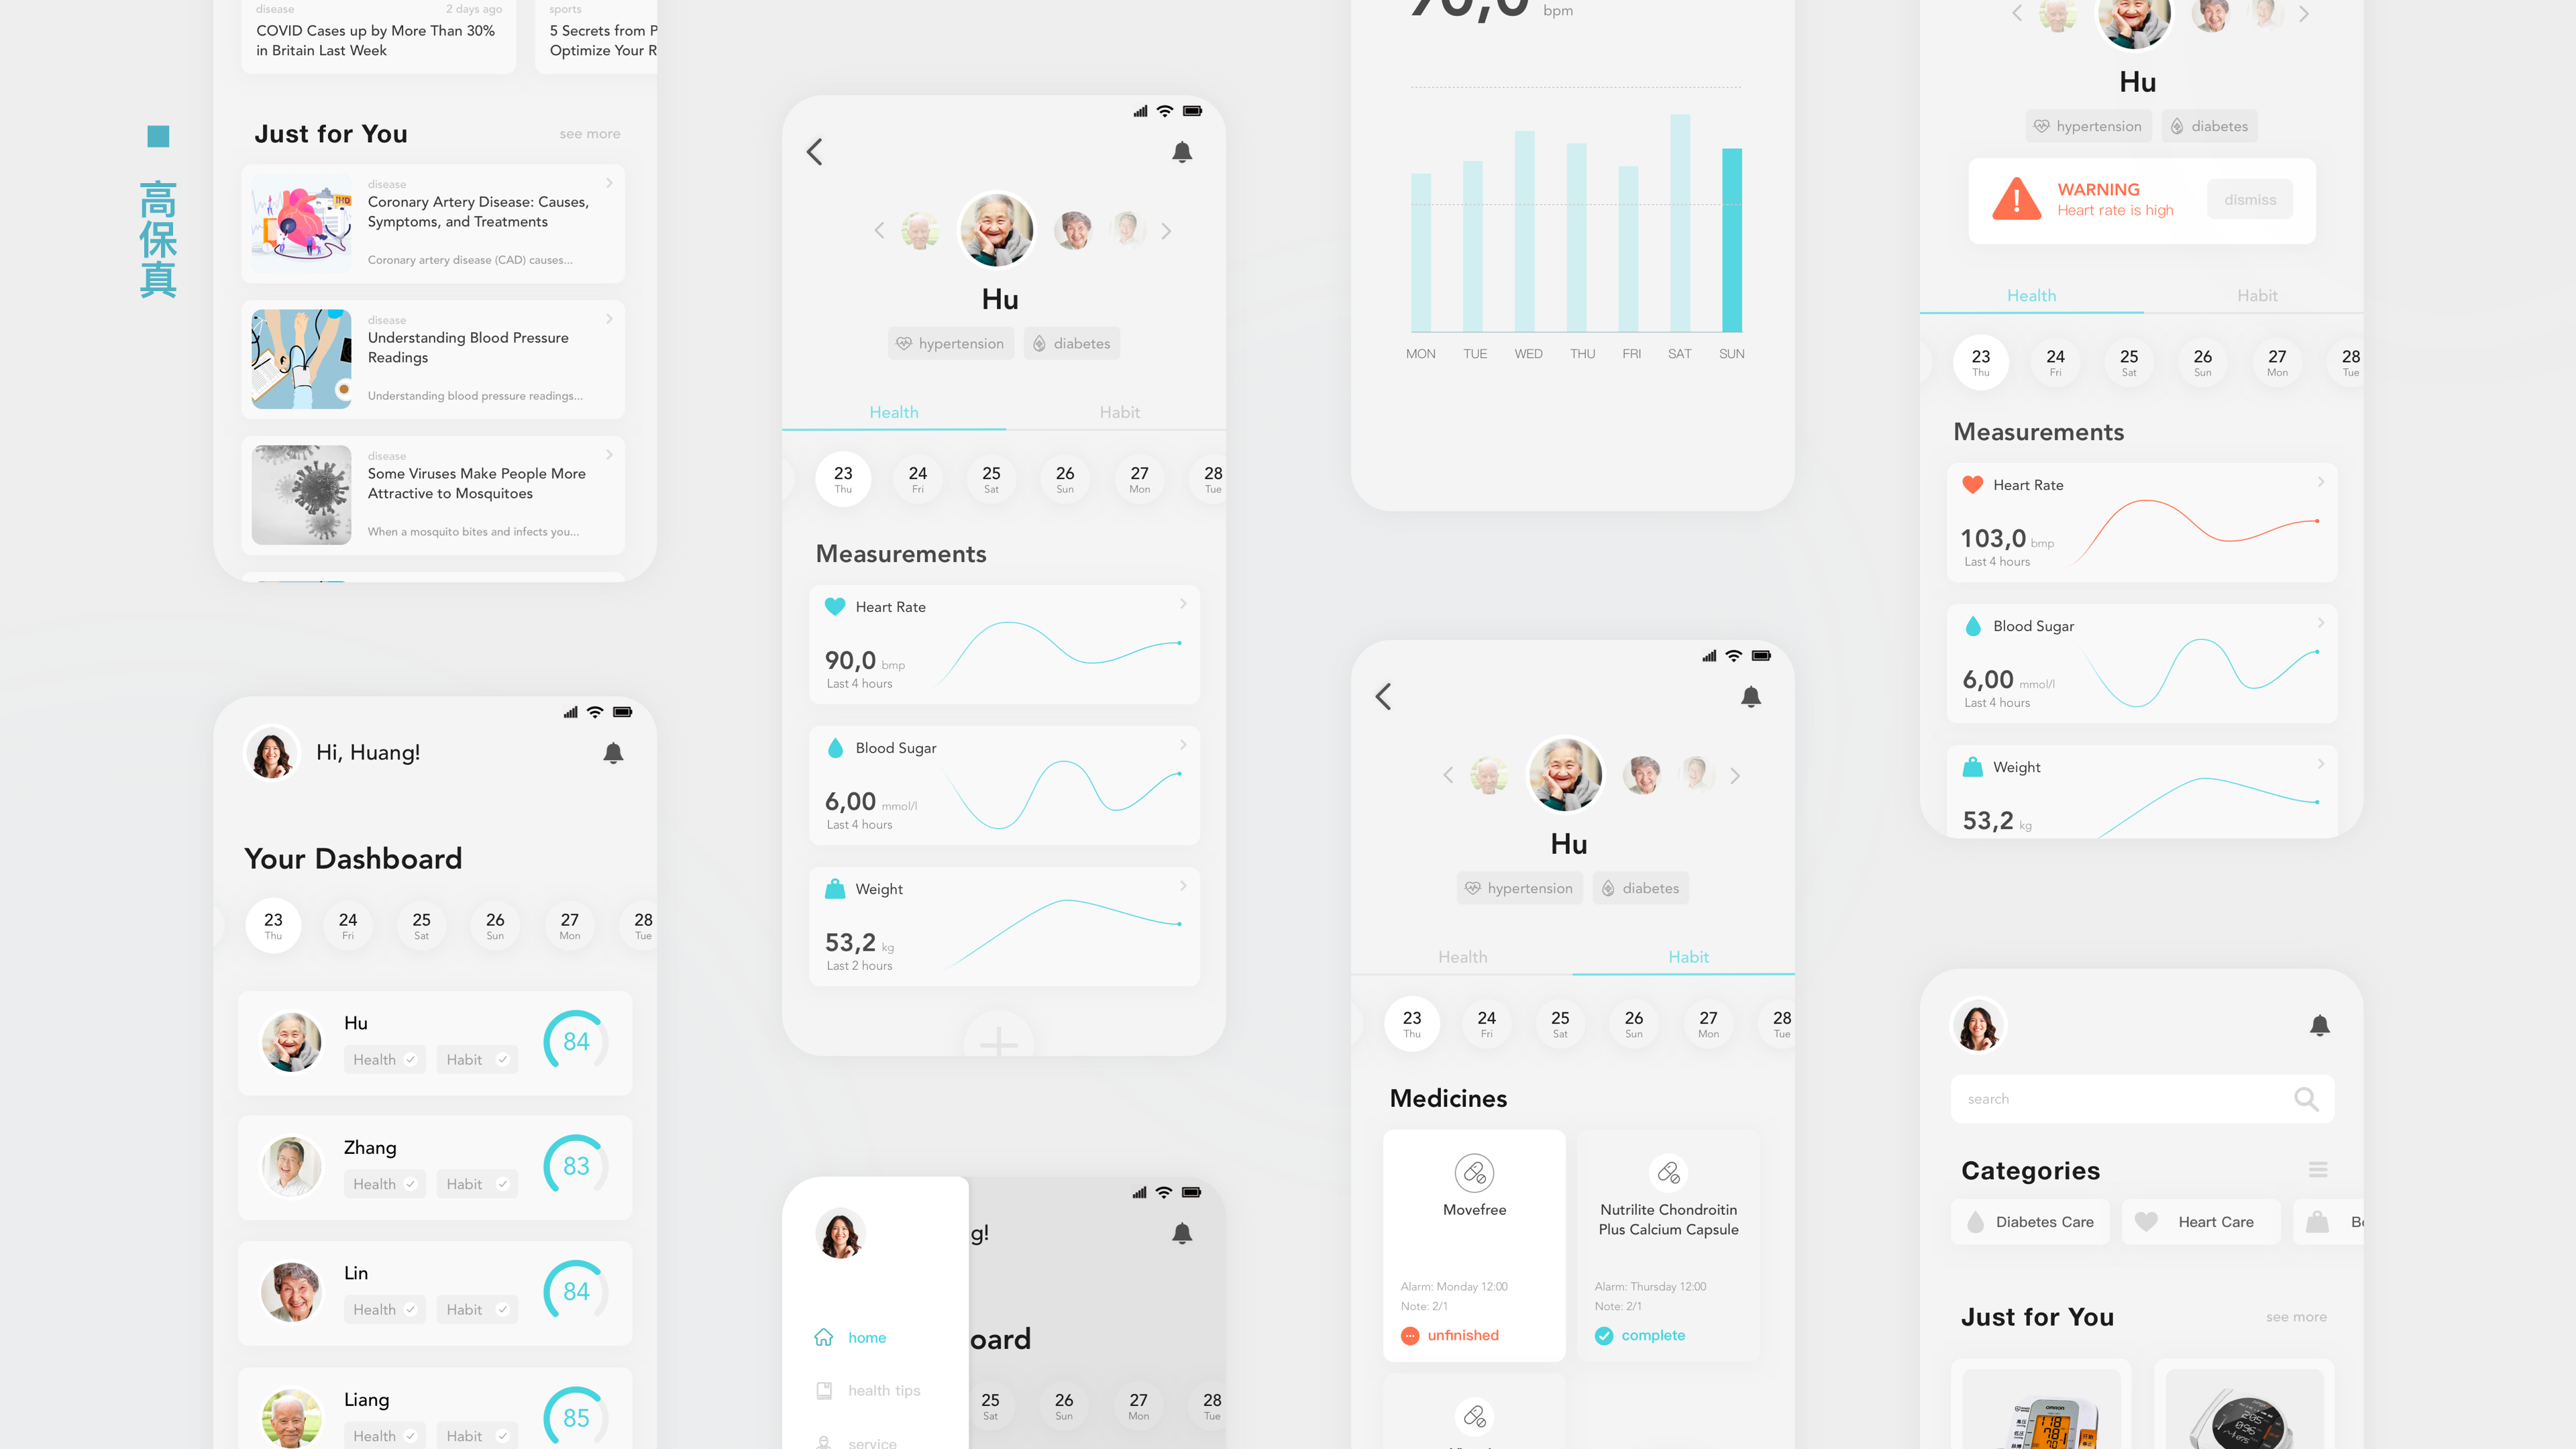 高保真
disease
2 days ago
COVID Cases up by More Than 30%
in Britain Last Week
sports
5 Secrets from
Optimize Your
Just for You
see more
disease
Coronary Artery Disease: Causes,
Symptoms, and Treatments
Coronary artery disease (CAD) causes...
disease
Understanding Blood Pressure
Readings
Understanding blood pressure readings...
disease
Some Viruses Make People More
Attractive to Mosquitoes
When a mosquito bites and infects you...
Hi, Huang!
Your Dashboard
23 24 25 26 27 28
Thu Fri Sat Sun Mon Tue
Hu
Health Habit
84
Zhang
Health Habit
83
Lin
Health Habit
84
Liang
Health Habit
85
Hu
hypertension diabetes
Health Habit
23 24 25 26 27 28
Thu Fri Sat Sun Mon Tue
Measurements
Heart Rate
90,0 bmp
Last 4 hours
Blood Sugar
6,00 mmol/l
Last 4 hours
Weight
53,2 kg
Last 2 hours
g!
home
oard
health tips
25 26 27 28
Sat Sun Mon Tue
service
90,0 bpm
MON TUE WED THU FRI SAT SUN
Hu
hypertension diabetes
Health Habit
23 24 25 26 27 28
Thu Fri Sat Sun Mon Tue
Medicines
Movefree
Alarm: Monday 12:00
Note: 2/1
unfinished
Nutrilite Chondroitin
Plus Calcium Capsule
Alarm: Thursday 12:00
Note: 2/1
complete
Hu
hypertension diabetes
WARNING
Heart rate is high
dismiss
Health Habit
23 24 25 26 27 28
Thu Fri Sat Sun Mon Tue
Measurements
Heart Rate
103,0 bmp
Last 4 hours
Blood Sugar
6,00 mmol/l
Last 4 hours
Weight
53,2 kg
search
Categories
Diabetes Care
Heart Care
Just for You
see more
OMRON